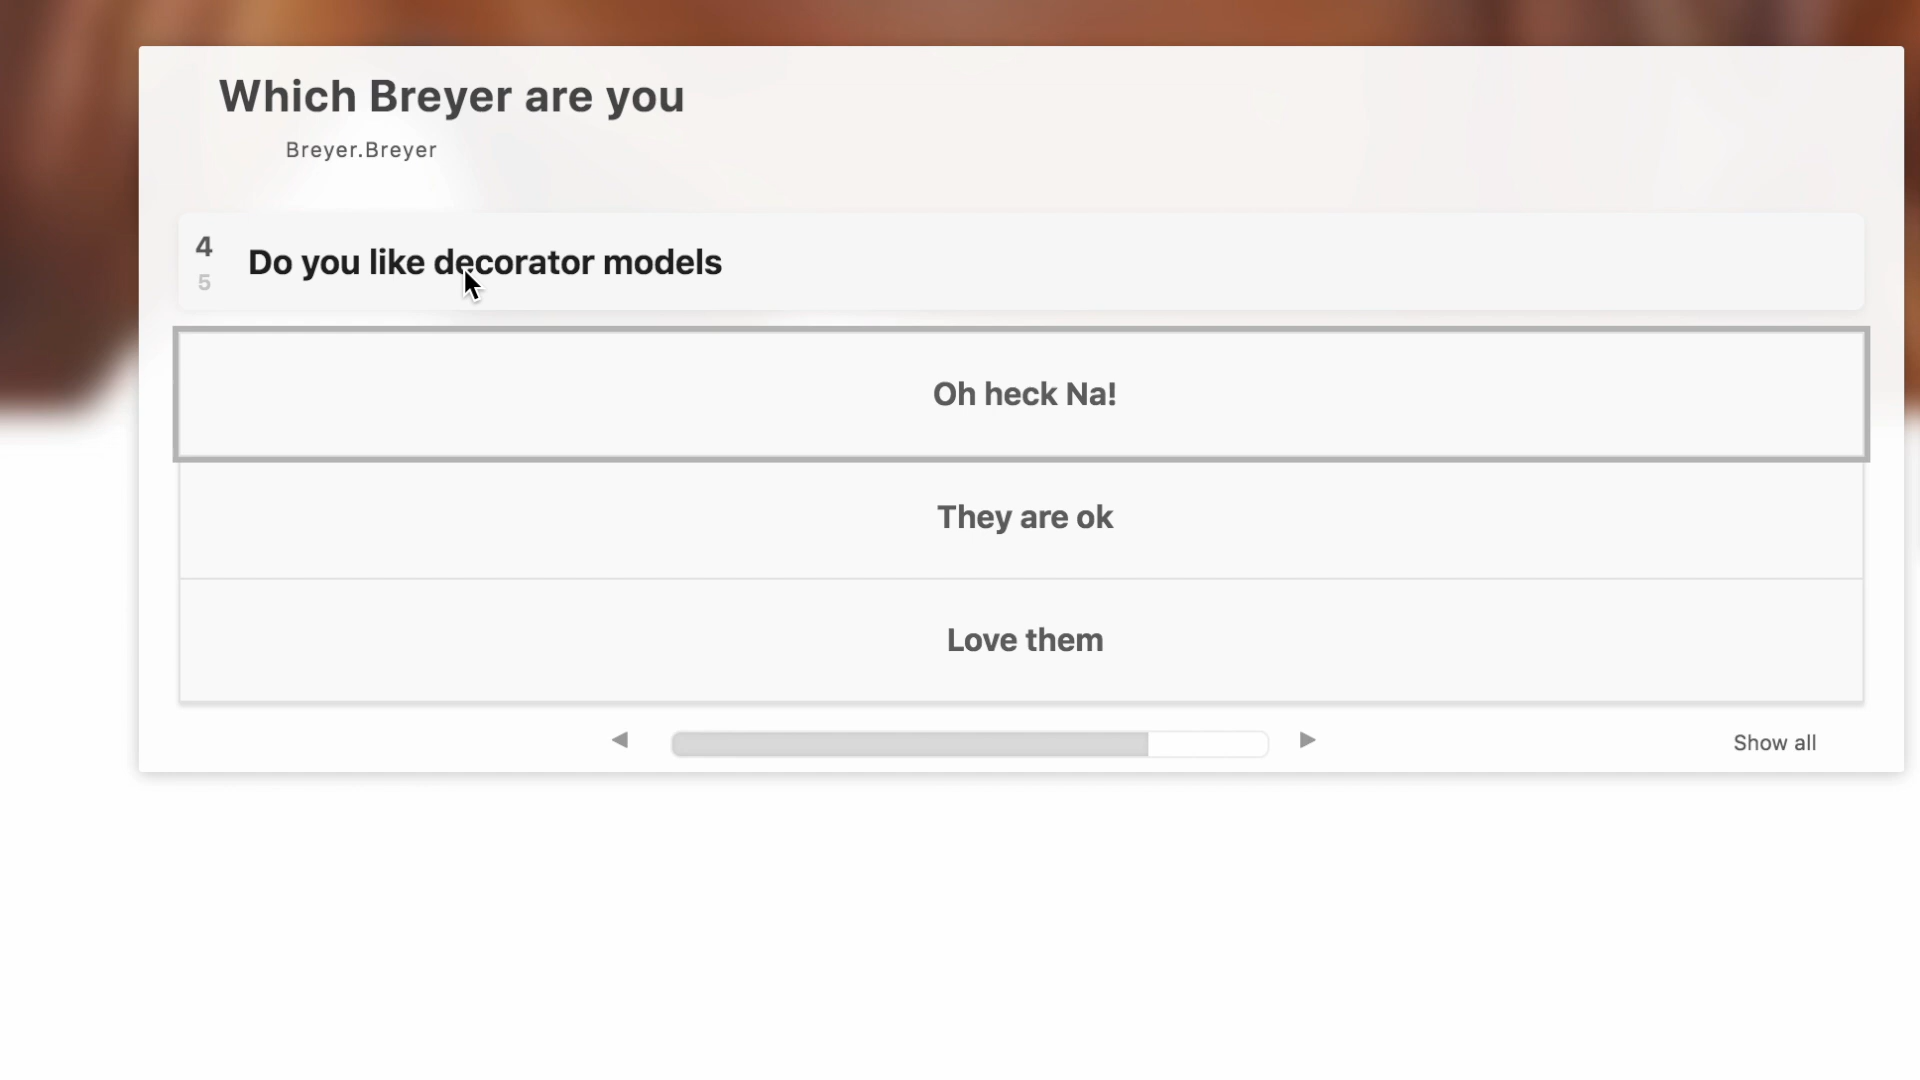 Which Breyer are you
Breyer.Breyer
4
5
Do you like decorator models
Oh heck Na!
They are ok
Love them
Show all